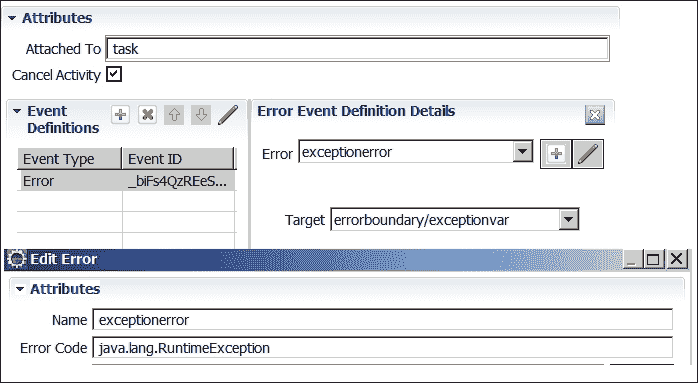 Attributes
Attached To task
Cancel Activity
Event Definitions
Error Event Definition Details
Event Type Event ID
Error _biFs4QzREeS...
Error exceptionerror
Target errorboundary/exceptionvar
Edit Error
Attributes
Name exceptionerror
Error Code java.lang.RuntimeException